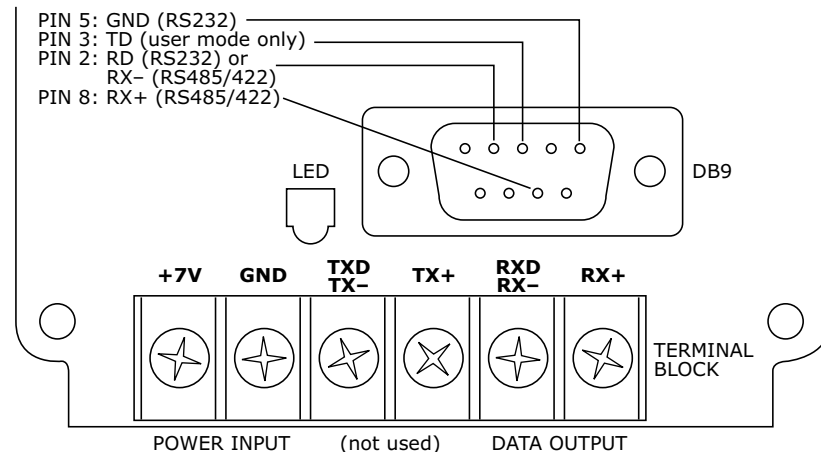 PIN 5: GND (RS232)
PIN 3: TD (user mode only)
PIN 2: RD (RS232) or
RX– (RS485/422)
PIN 8: RX+ (RS485/422)
LED
DB9
+7V
GND
TXD
TX–
TX+
RXD
RX–
RX+
TERMINAL
BLOCK
POWER INPUT
(not used)
DATA OUTPUT